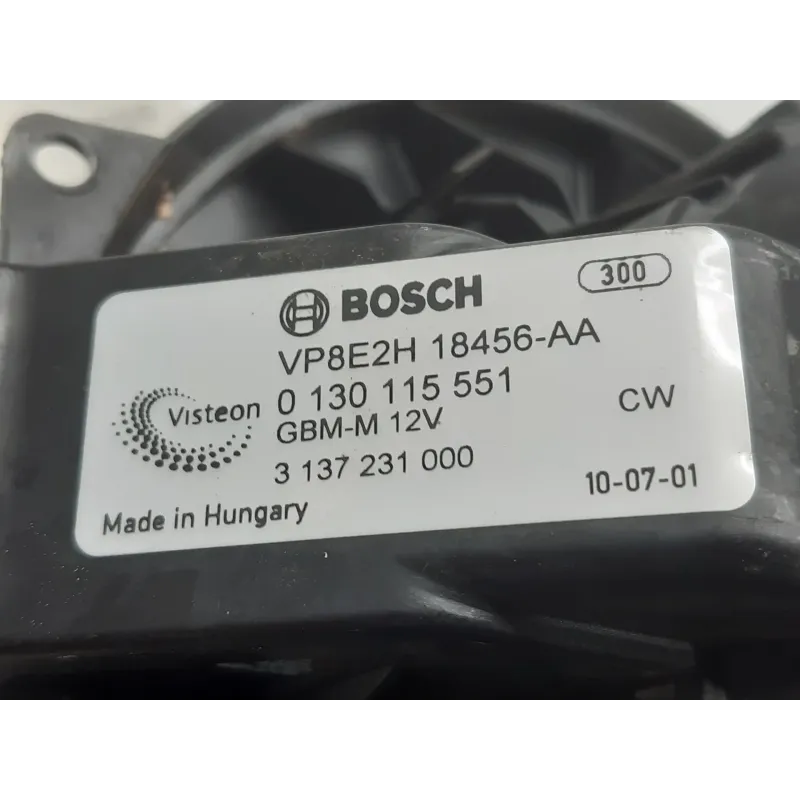 BOSCH
300
VP8E2H 18456-AA
Visteon
0 130 115 551
CW
GBM-M 12V
3 137 231 000
10-07-01
Made in Hungary